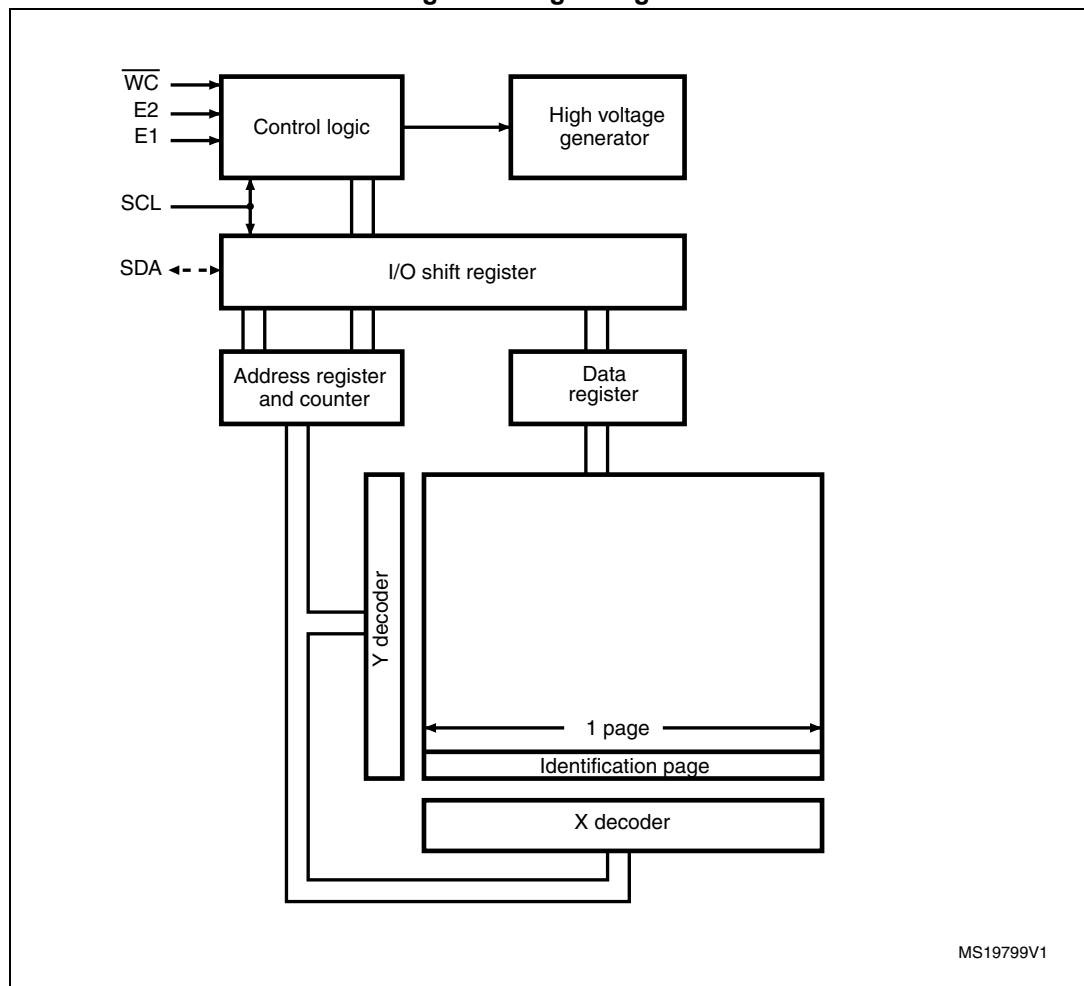 W̅C̅
E2
E1
SCL
SDA
Control logic
High voltage
generator
I/O shift register
Address register
and counter
Data
register
Y decoder
1 page
Identification page
X decoder
MS19799V1